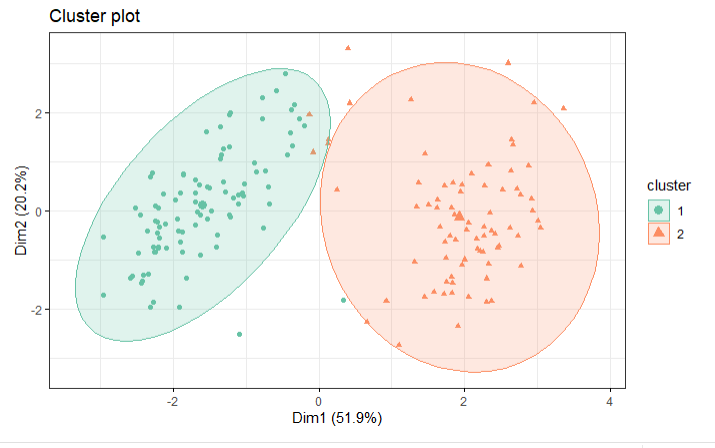 Cluster plot
Dim2 (20.2%)
2
0
-2
-2
0
2
4
Dim1 (51.9%)
cluster
1
2